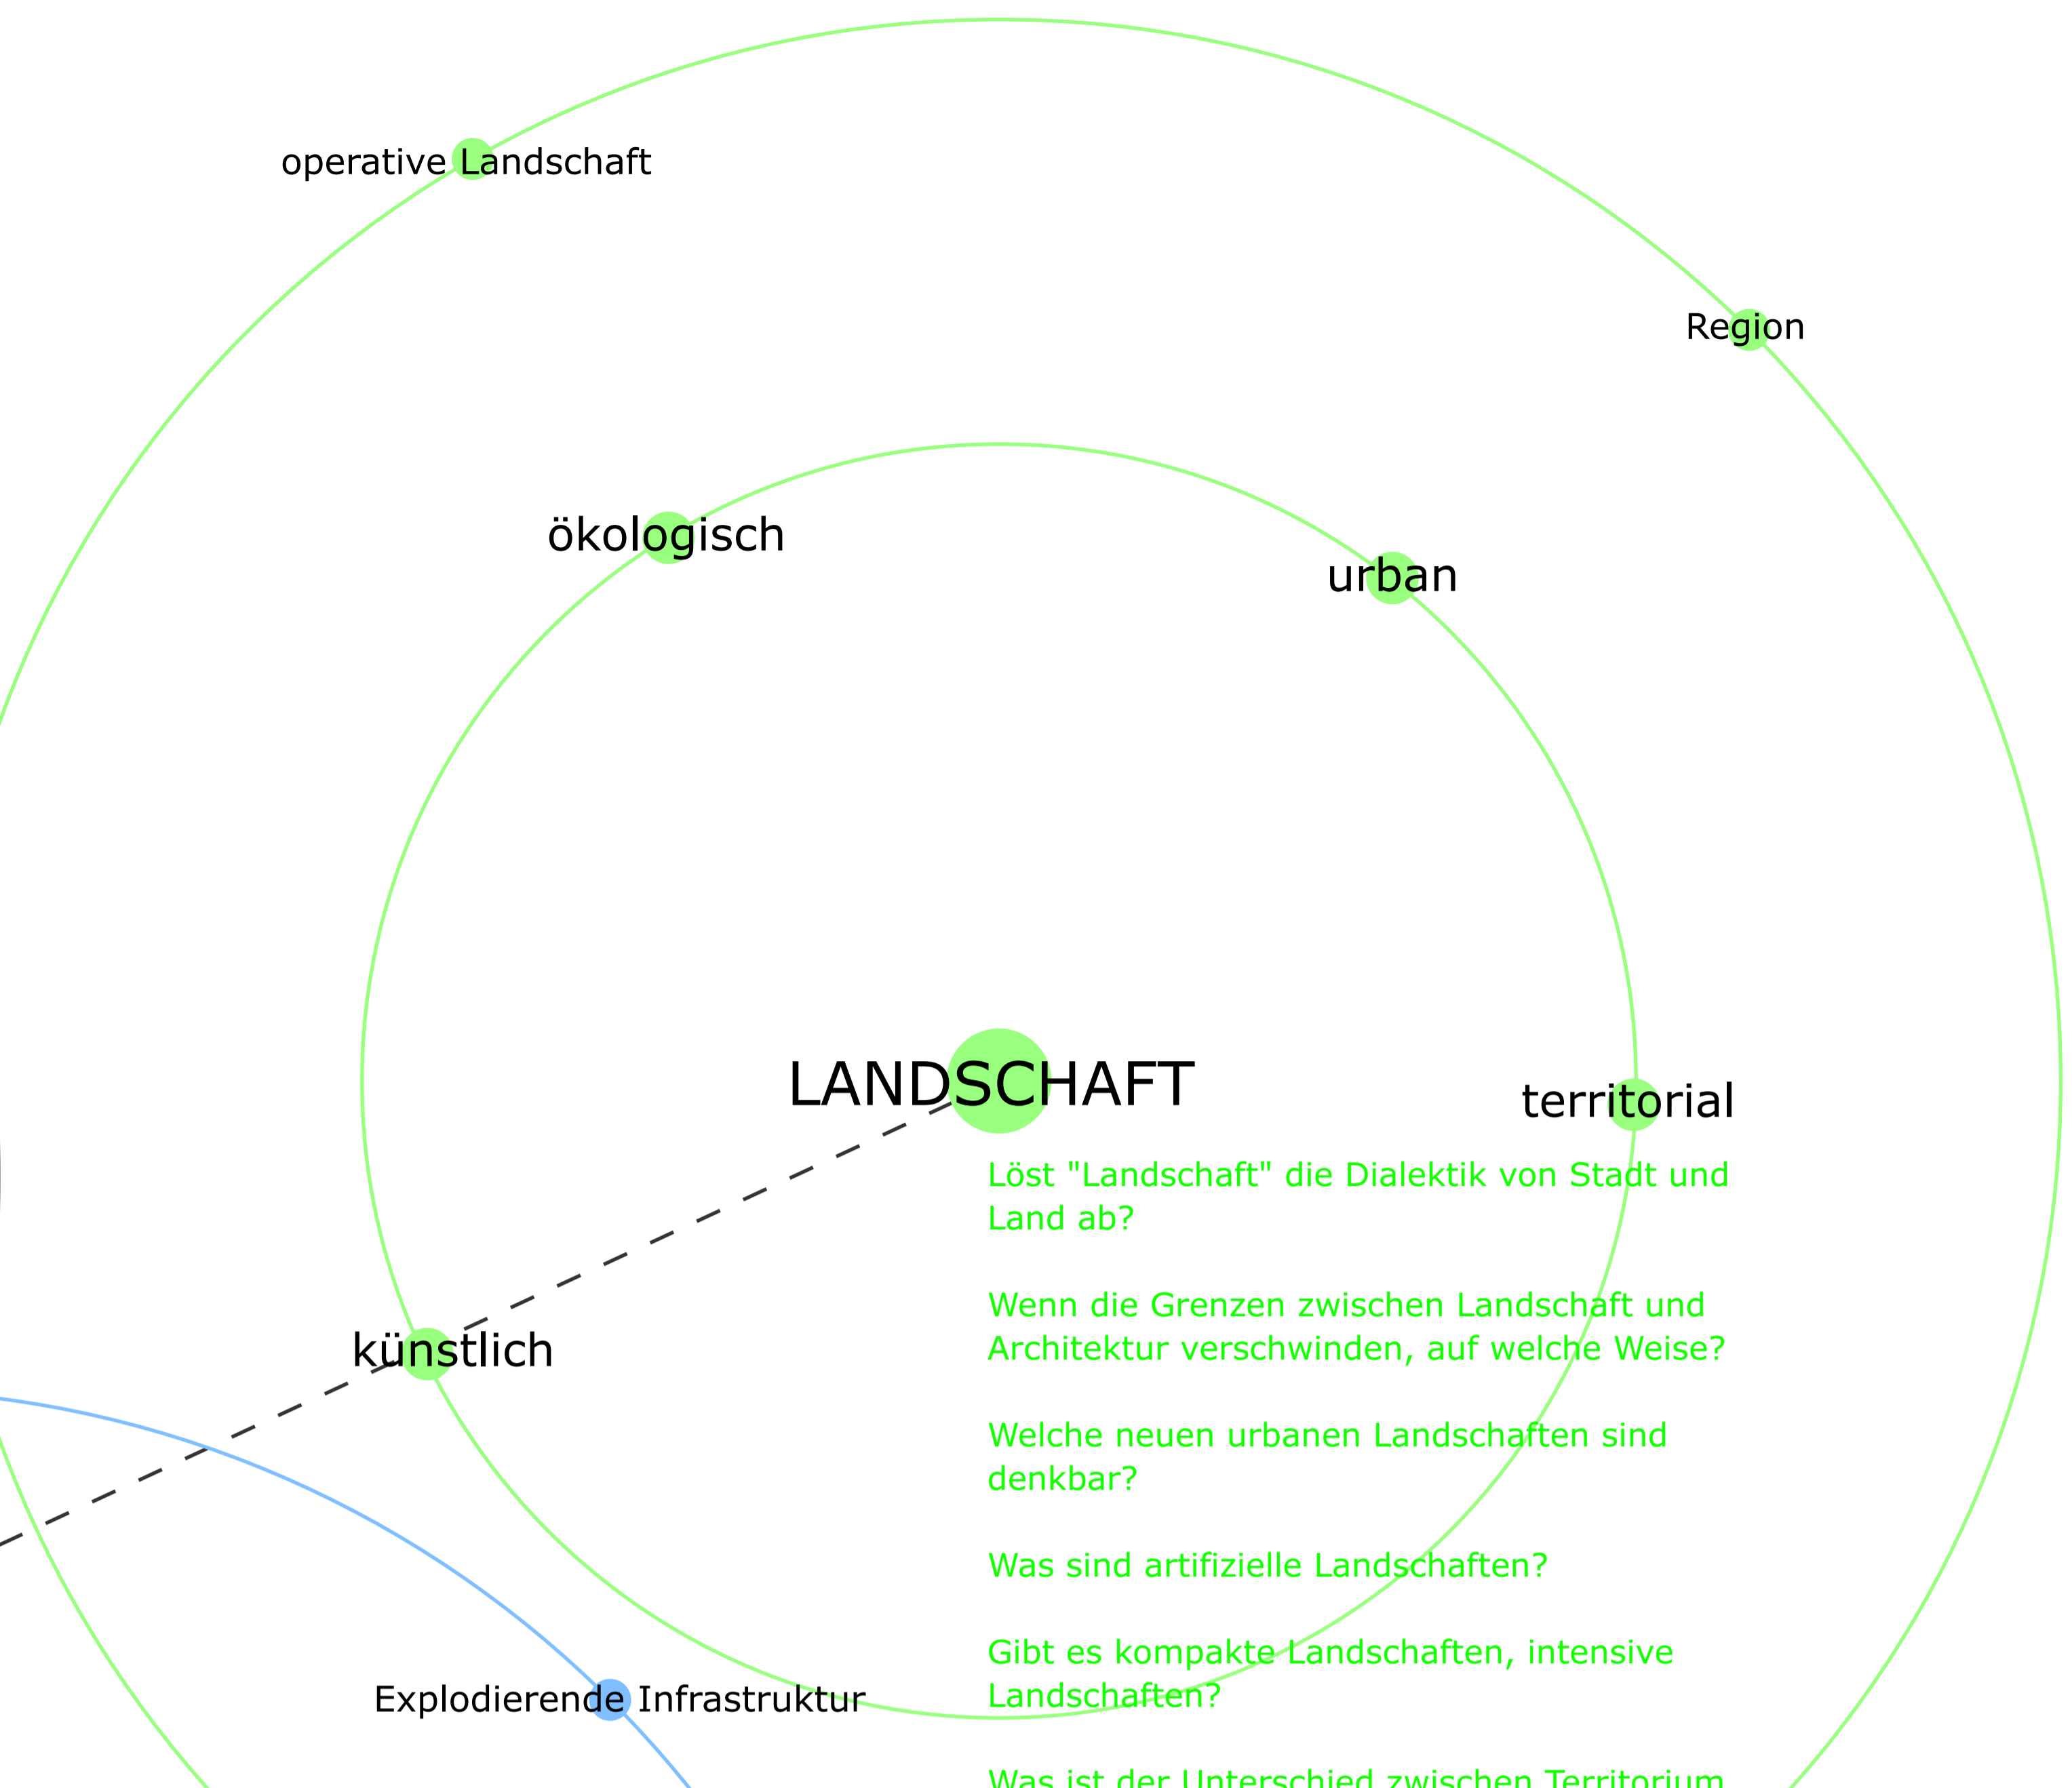 operative Landschaft
Region
ökologisch
urban
LANDSCHAFT
territorial
Löst "Landschaft" die Dialektik von Stadt und
Land ab?
Wenn die Grenzen zwischen Landschaft und
Architektur verschwinden, auf welche Weise?
künstlich
Welche neuen urbanen Landschaften sind
denkbar?
Was sind artifizielle Landschaften?
Gibt es kompakte Landschaften, intensive
Landschaften?
Explodierende Infrastruktur
Was ist der Unterschied zwischen Territorium